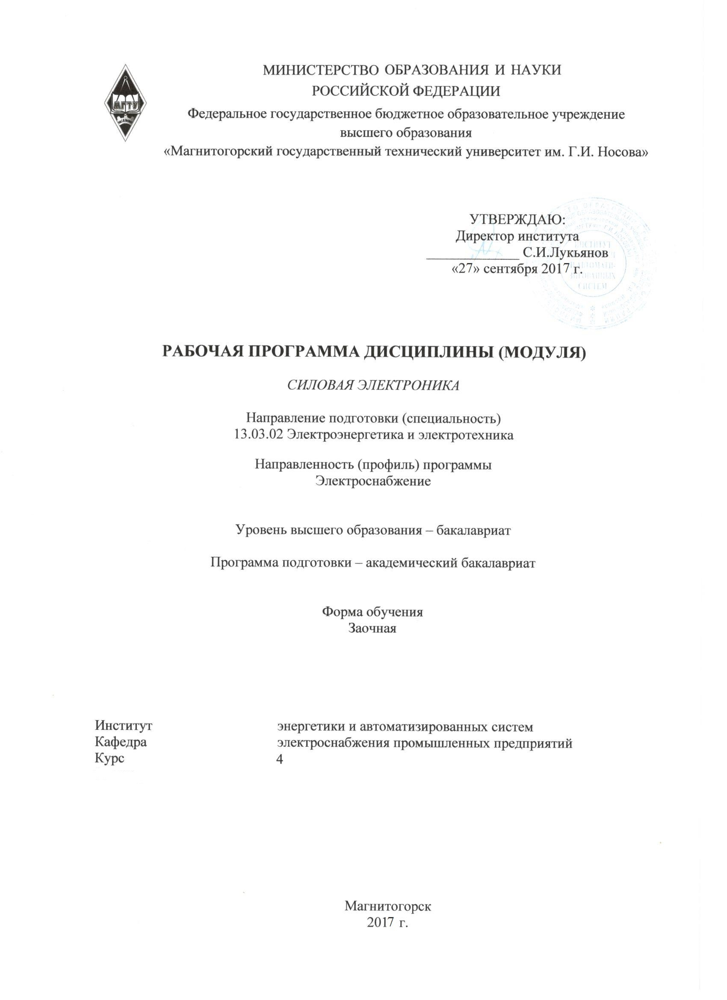 МИНИСТЕРСТВО ОБРАЗОВАНИЯ И НАУКИ
РОССИЙСКОЙ ФЕДЕРАЦИИ
Федеральное государственное бюджетное образовательное учреждение
высшего образования
«Магнитогорский государственный технический университет им. Г.И. Носова»
МГТУ
УТВЕРЖДАЮ:
Директор института
_____________ С.И.Лукьянов
«27» сентября 2017 г.
ИНСТИТУТ
И АВТОМАТИ-
ЗИРОВАННЫХ
СИСТЕМ
РАБОЧАЯ ПРОГРАММА ДИСЦИПЛИНЫ (МОДУЛЯ)
СИЛОВАЯ ЭЛЕКТРОНИКА
Направление подготовки (специальность)
13.03.02 Электроэнергетика и электротехника
Направленность (профиль) программы
Электроснабжение
Уровень высшего образования – бакалавриат
Программа подготовки – академический бакалавриат
Форма обучения
Заочная
Институт энергетики и автоматизированных систем
Кафедра электроснабжения промышленных предприятий
Курс 4
Магнитогорск
2017 г.